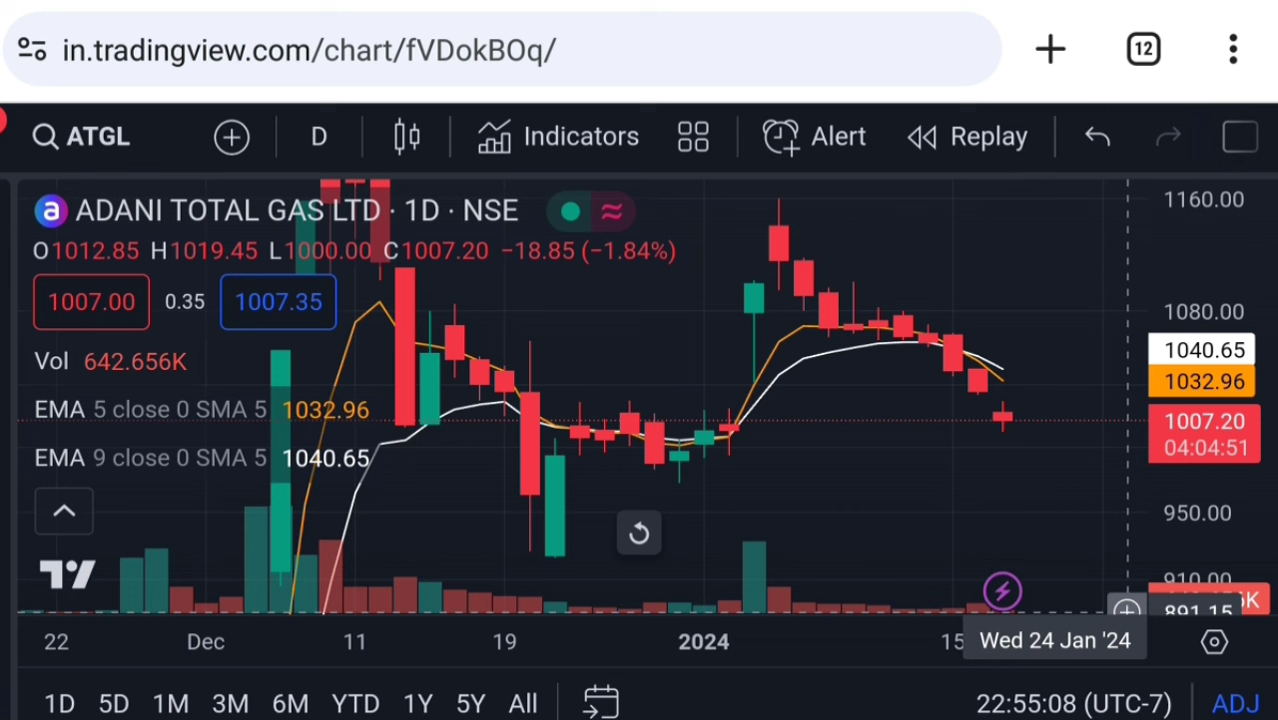 in.tradingview.com/chart/fVDokBOq/
12
ATGL D Indicators Alert Replay
a ADANI TOTAL GAS LTD · 1D · NSE
O1012.85 H1019.45 L1000.00 C1007.20 −18.85 (−1.84%)
1007.00 0.35 1007.35
Vol 642.656K
EMA 5 close 0 SMA 5 1032.96
EMA 9 close 0 SMA 5 1040.65
1160.00
1080.00
1040.65
1032.96
1007.20
04:04:51
950.00
910.00
891.15
22 Dec 11 19 2024 15 Wed 24 Jan '24
1D 5D 1M 3M 6M YTD 1Y 5Y All 22:55:08 (UTC-7) ADJ